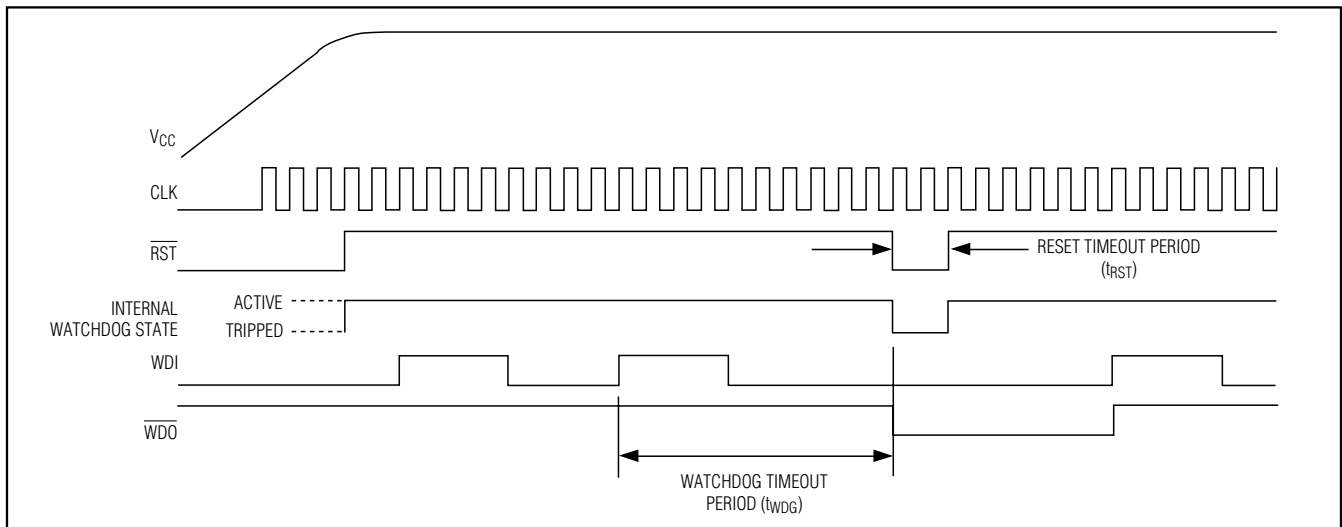 VCC
CLK
RST
RESET TIMEOUT PERIOD
(tRST)
INTERNAL
WATCHDOG STATE
ACTIVE
TRIPPED
WDI
WDO
WATCHDOG TIMEOUT
PERIOD (tWDG)